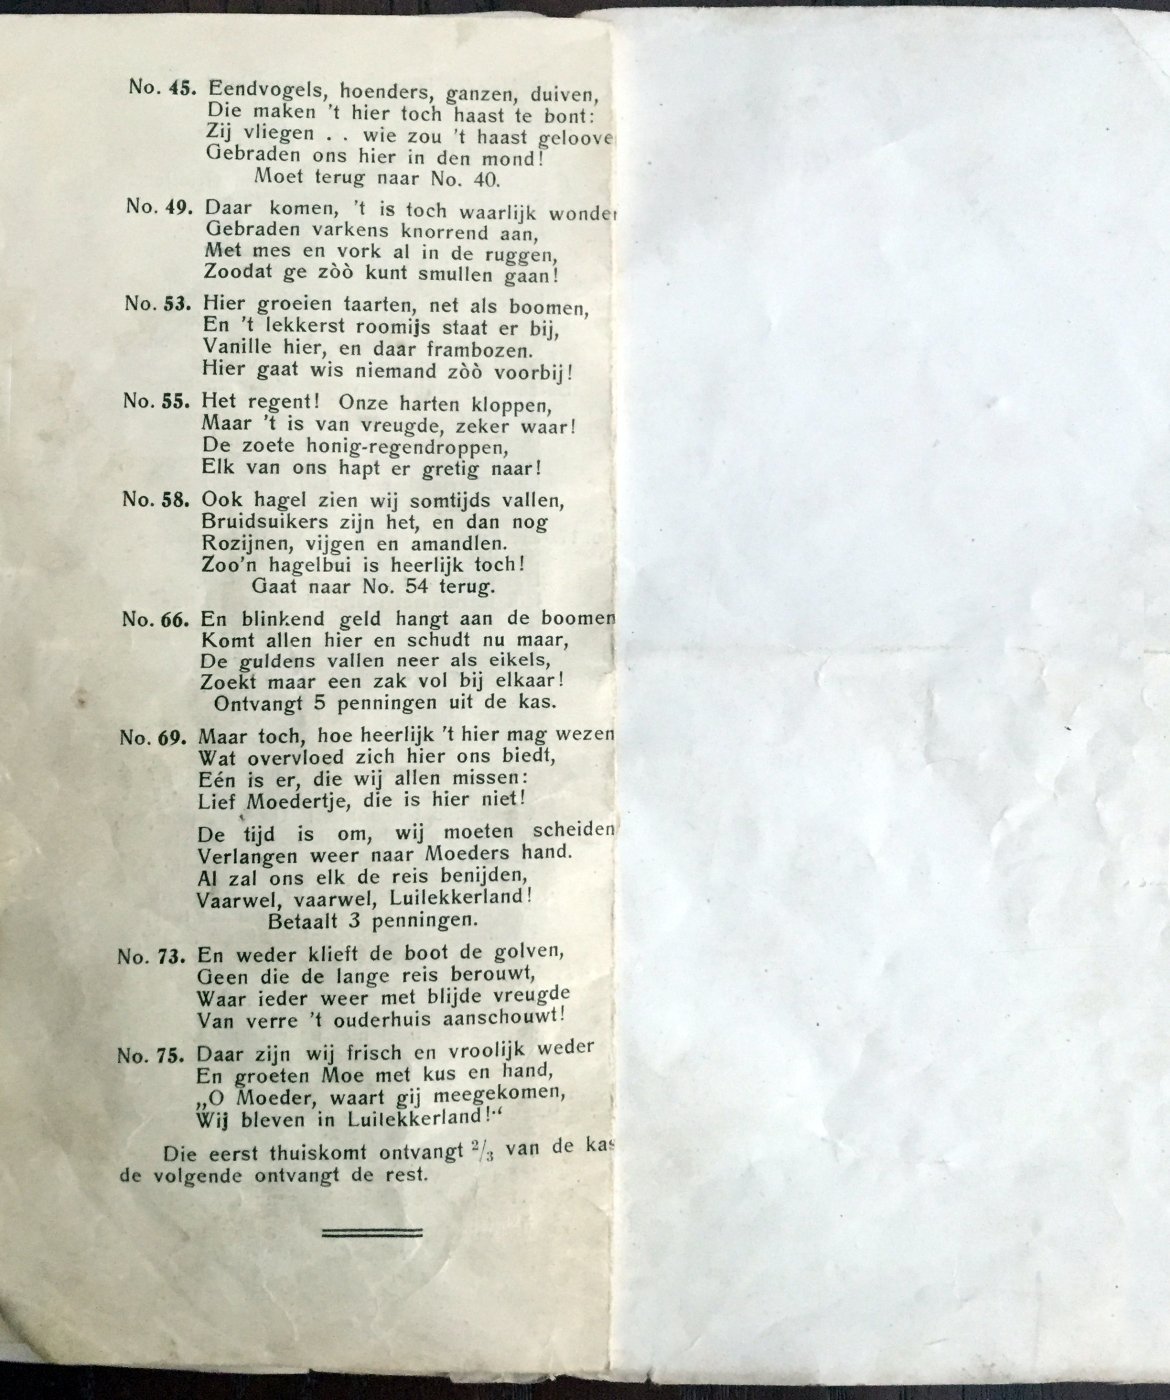 No. 45. Eendvogels, hoenders, ganzen, duiven,
Die maken 't hier toch haast te bont:
Zij vliegen . . wie zou 't haast geloove
Gebraden ons hier in den mond!
Moet terug naar No. 40.
No. 49. Daar komen, 't is toch waarlijk wonder
Gebraden varkens knorrend aan,
Met mes en vork al in de ruggen,
Zoodat ge zòò kunt smullen gaan!
No. 53. Hier groeien taarten, net als boomen,
En 't lekkerst roomijs staat er bij,
Vanille hier, en daar frambozen.
Hier gaat wis niemand zòò voorbij!
No. 55. Het regent! Onze harten kloppen,
Maar 't is van vreugde, zeker waar!
De zoete honig-regendroppen,
Elk van ons hapt er gretig naar!
No. 58. Ook hagel zien wij somtijds vallen,
Bruidsuikers zijn het, en dan nog
Rozijnen, vijgen en amandlen.
Zoo'n hagelbui is heerlijk toch!
Gaat naar No. 54 terug.
No. 66. En blinkend geld hangt aan de boomen
Komt allen hier en schudt nu maar,
De guldens vallen neer als eikels,
Zoekt maar een zak vol bij elkaar!
Ontvangt 5 penningen uit de kas.
No. 69. Maar toch, hoe heerlijk 't hier mag wezen
Wat overvloed zich hier ons biedt,
Eén is er, die wij allen missen:
Lief Moedertje, die is hier niet!
De tijd is om, wij moeten scheiden
Verlangen weer naar Moeders hand.
Al zal ons elk de reis benijden,
Vaarwel, vaarwel, Luilekkerland!
Betaalt 3 penningen.
No. 73. En weder klieft de boot de golven,
Geen die de lange reis berouwt,
Waar ieder weer met blijde vreugde
Van verre 't ouderhuis aanschouwt!
No. 75. Daar zijn wij frisch en vroolijk weder
En groeten Moe met kus en hand,
„O Moeder, waart gij meegekomen,
Wij bleven in Luilekkerland!“
Die eerst thuiskomt ontvangt 2/3 van de kas
de volgende ontvangt de rest.